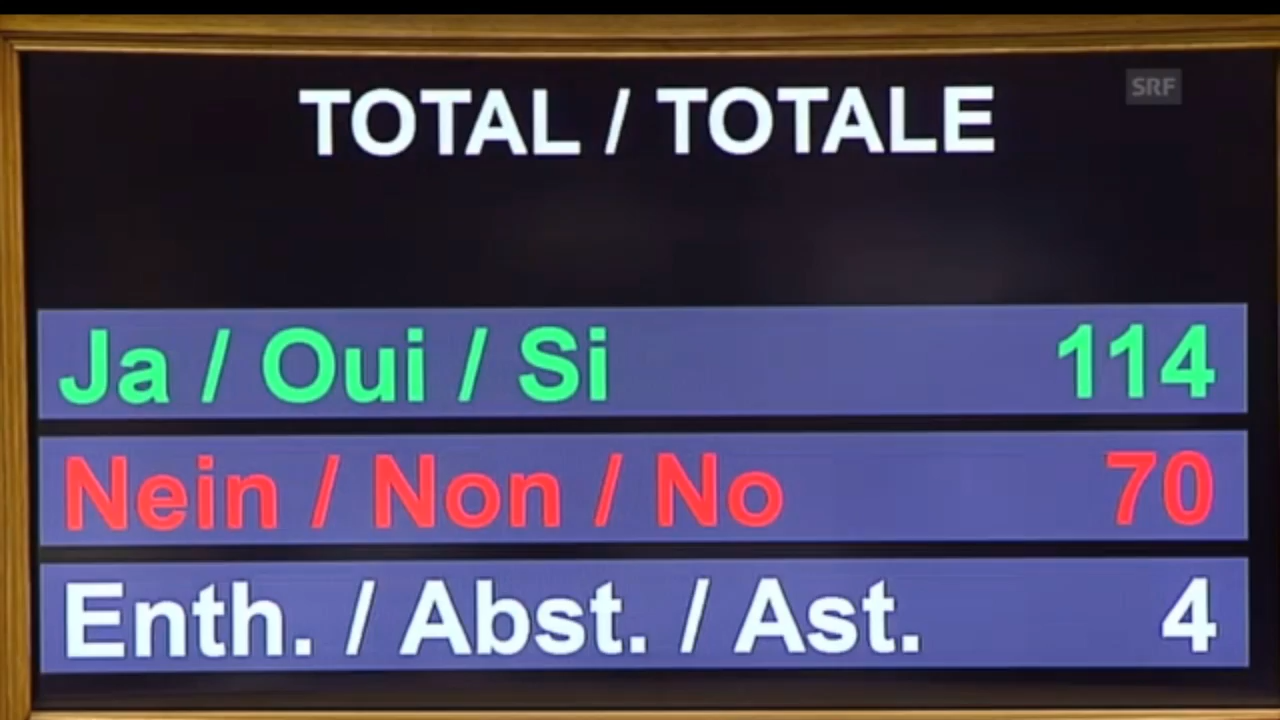 SRF
TOTAL / TOTALE
Ja / Oui / Si 114
Nein / Non / No 70
Enth. / Abst. / Ast. 4